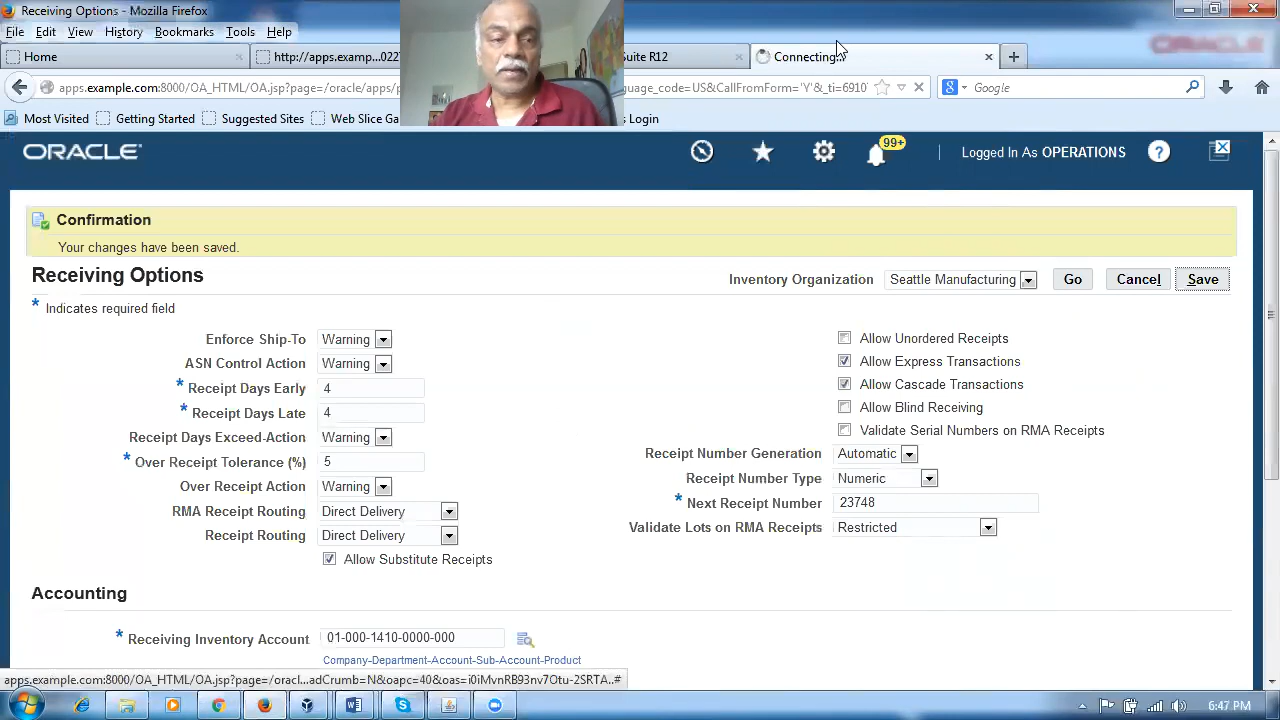 Receiving Options - Mozilla Firefox
File Edit View History Bookmarks Tools Help
Home http://apps.examp...022 Suite R12 Connecting...
apps.example.com:8000/OA_HTML/OA.jsp?page=/oracle/apps/p guage_code=US&CallFromForm='Y'&_ti=6910 Google
Most Visited Getting Started Suggested Sites Web Slice Ga s Login
ORACLE
ORACLE 99+ Logged In As OPERATIONS ?
Confirmation
Your changes have been saved.
Receiving Options Inventory Organization Seattle Manufacturing Go Cancel Save
* Indicates required field
Enforce Ship-To Warning Allow Unordered Receipts
ASN Control Action Warning Allow Express Transactions
* Receipt Days Early 4 Allow Cascade Transactions
* Receipt Days Late 4 Allow Blind Receiving
Receipt Days Exceed-Action Warning Validate Serial Numbers on RMA Receipts
* Over Receipt Tolerance (%) 5 Receipt Number Generation Automatic
Over Receipt Action Warning Receipt Number Type Numeric
RMA Receipt Routing Direct Delivery * Next Receipt Number 23748
Receipt Routing Direct Delivery Validate Lots on RMA Receipts Restricted
Allow Substitute Receipts
Accounting
* Receiving Inventory Account 01-000-1410-0000-000
Company-Department-Account-Sub-Account-Product
apps.example.com:8000/OA_HTML/OA.jsp?page=/oracl...adCrumb=N&oapc=40&oas=i0iMvnRB93nv7Otu-2SRTA..#
6:47 PM